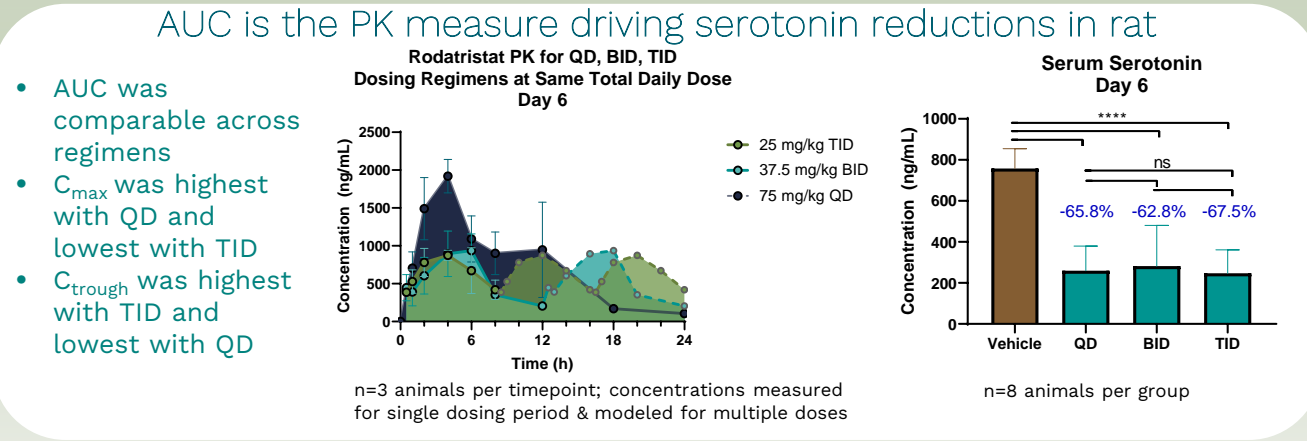 AUC is the PK measure driving serotonin reductions in rat
• AUC was
comparable across
regimens
• Cmax was highest
with QD and
lowest with TID
• Ctrough was highest
with TID and
lowest with QD
Rodatristat PK for QD, BID, TID
Dosing Regimens at Same Total Daily Dose
Day 6
Concentration (ng/mL)
2500
2000
1500
1000
500
0
0 6 12 18 24
Time (h)
25 mg/kg TID
37.5 mg/kg BID
75 mg/kg QD
n=3 animals per timepoint; concentrations measured
for single dosing period & modeled for multiple doses
Serum Serotonin
Day 6
Concentration (ng/mL)
1000
800
600
400
200
0
****
ns
-65.8% -62.8% -67.5%
Vehicle QD BID TID
n=8 animals per group